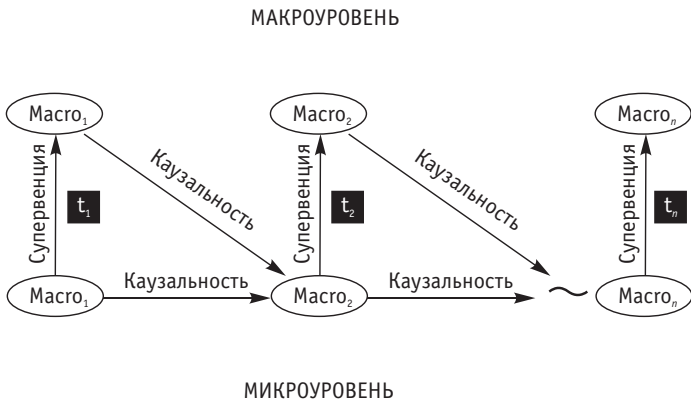 МАКРОУРОВЕНЬ
Macro1
Macro2
Macron
Супервенция
t1
Каузальность
Супервенция
t2
Каузальность
Супервенция
tn
Macro1
Каузальность
Macro2
Каузальность
Macron
МИКРОУРОВЕНЬ